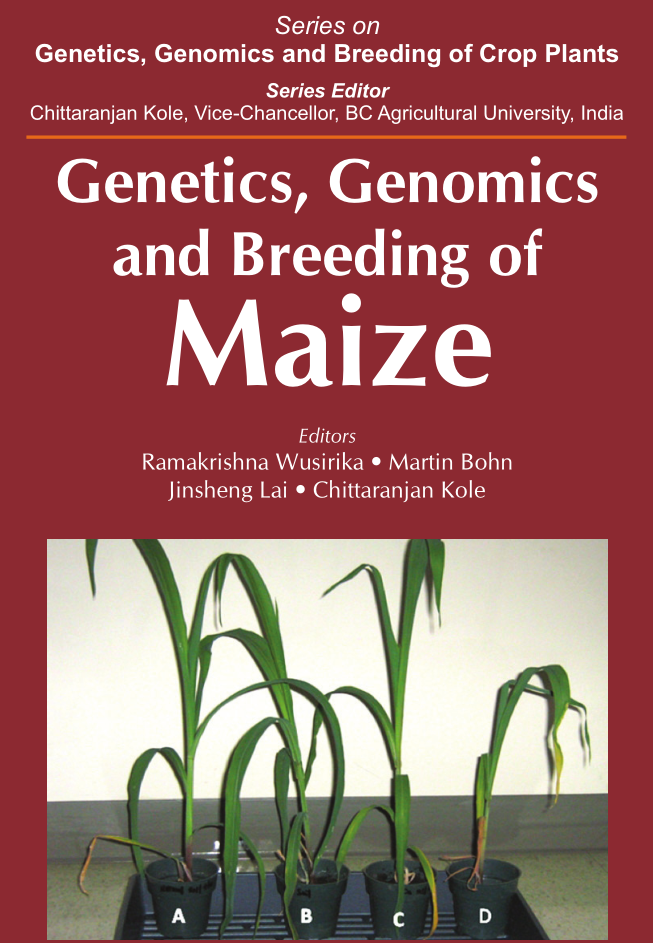 Series on
Genetics, Genomics and Breeding of Crop Plants
Series Editor
Chittaranjan Kole, Vice-Chancellor, BC Agricultural University, India
Genetics, Genomics
and Breeding of
Maize
Editors
Ramakrishna Wusirika • Martin Bohn
Jinsheng Lai • Chittaranjan Kole
A
B
C
D